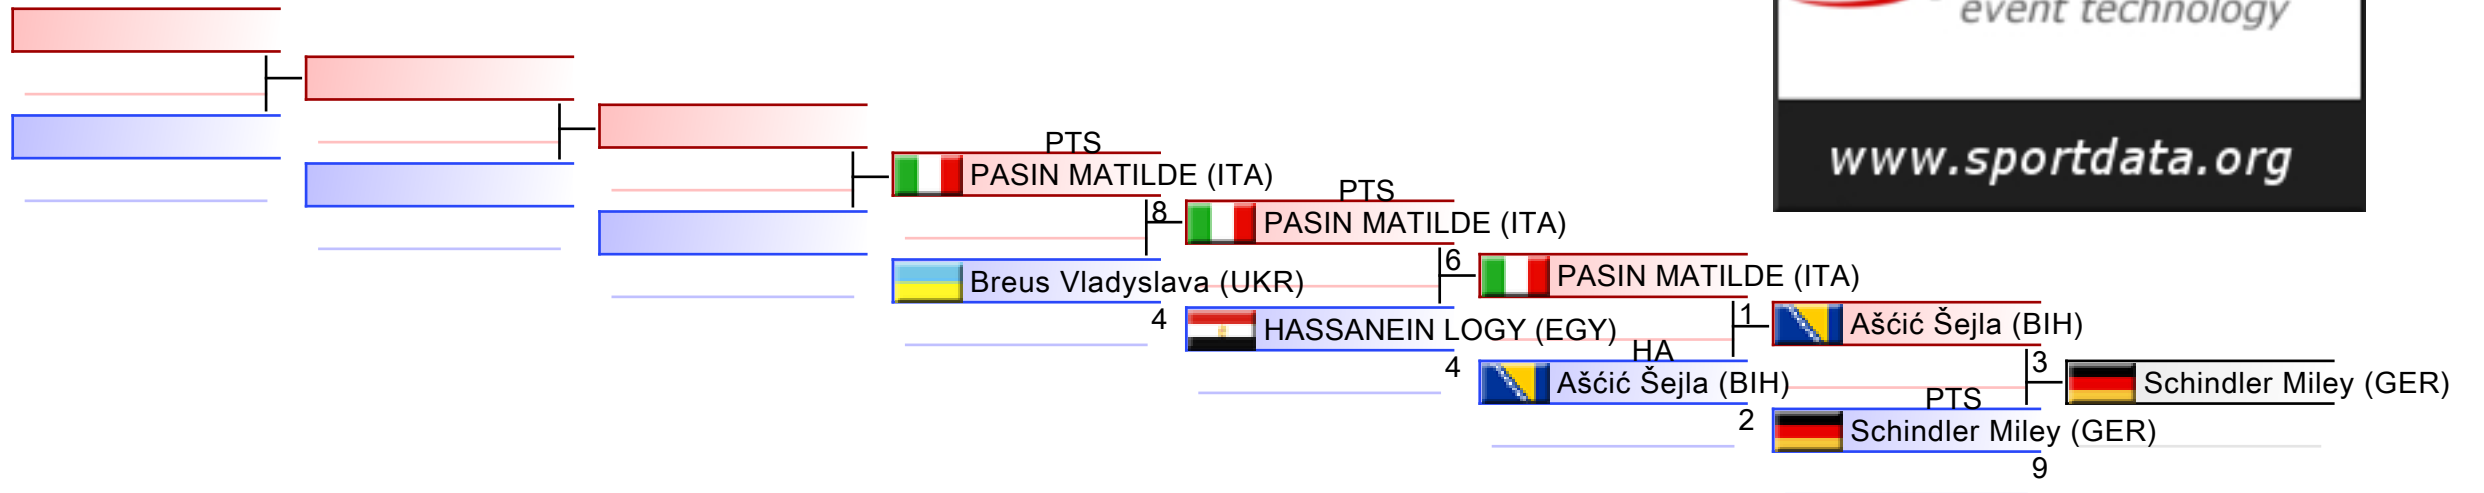 event technology
www.sportdata.org
PTS
PASIN MATILDE (ITA)
8
Breus Vladyslava (UKR)
4
PTS
PASIN MATILDE (ITA)
6
HASSANEIN LOGY (EGY)
4
PASIN MATILDE (ITA)
1
HA
Ašćić Šejla (BIH)
2
Ašćić Šejla (BIH)
3
PTS
Schindler Miley (GER)
9
Schindler Miley (GER)